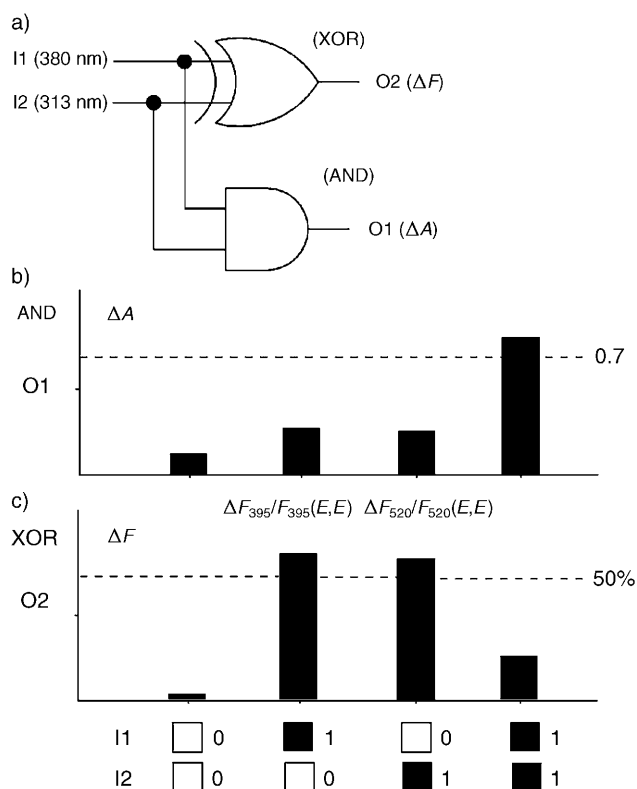 a)
(XOR)
I1 (380 nm)
O2 (ΔF)
I2 (313 nm)
(AND)
O1 (ΔA)
b)
AND ΔA
0.7
O1
c)
ΔF395/F395(E,E) ΔF520/F520(E,E)
XOR ΔF
50%
O2
I1 0 1 0 1
I2 0 0 1 1